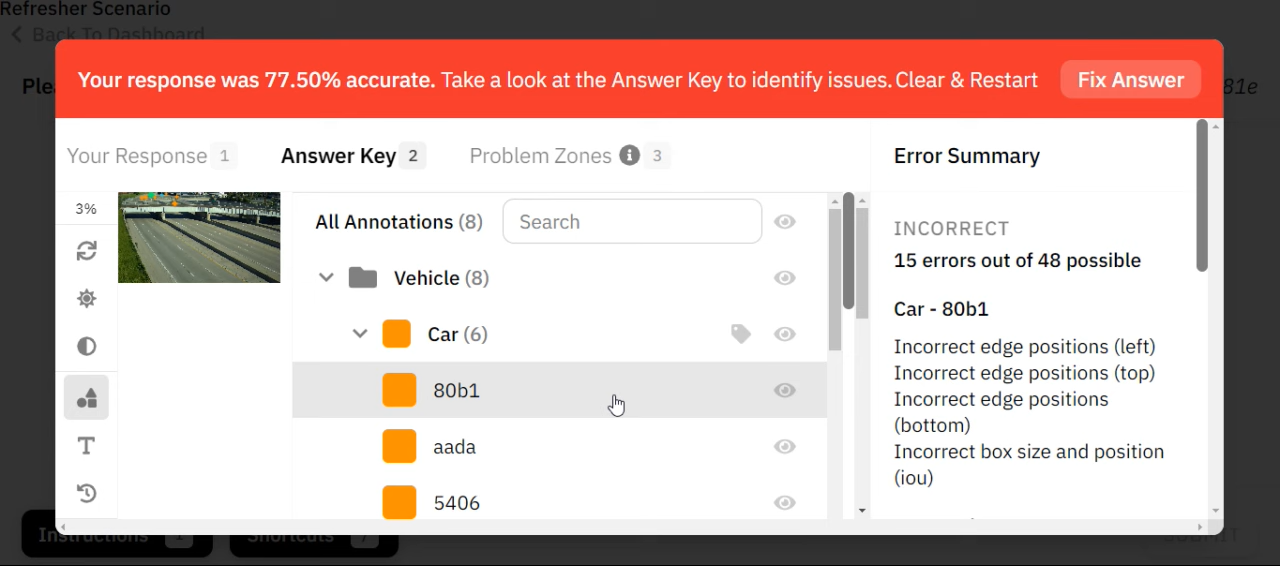 Refresher Scenario
Back To Dashboard
Your response was 77.50% accurate. Take a look at the Answer Key to identify issues. Clear & Restart
Fix Answer
81e
Your Response 1
Answer Key 2
Problem Zones 3
Error Summary
3%
All Annotations (8)
Search
Vehicle (8)
Car (6)
80b1
aada
5406
INCORRECT
15 errors out of 48 possible
Car - 80b1
Incorrect edge positions (left)
Incorrect edge positions (top)
Incorrect edge positions
(bottom)
Incorrect box size and position
(iou)
Instructions
Shortcuts